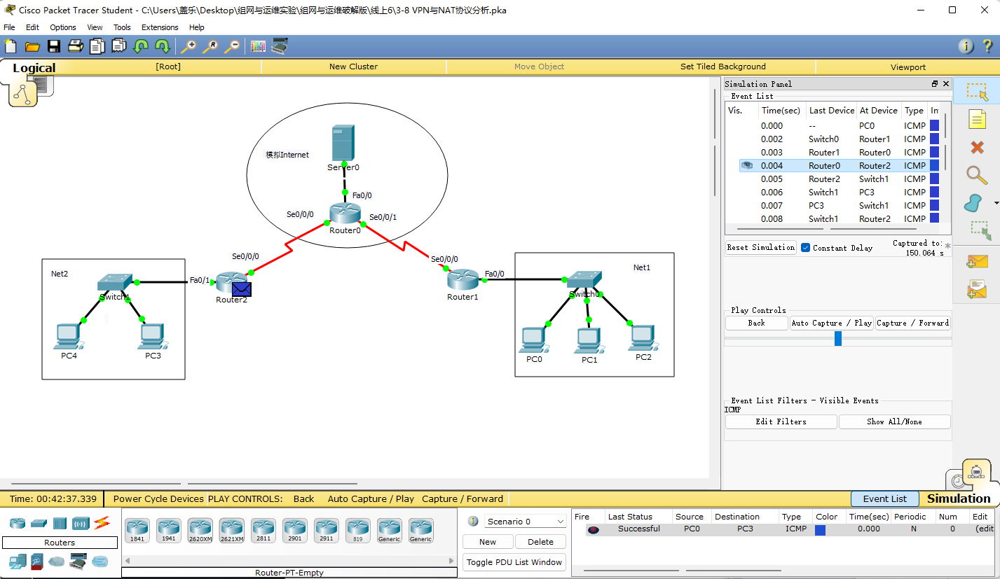 Cisco Packet Tracer Student - C:\Users\盖乐\Desktop\组网与运维实验\组网与运维破解版\线上6\3-8 VPN与NAT协议分析.pka
File Edit Options View Tools Extensions Help
Logical [Root] New Cluster Move Object Set Tiled Background Viewport
模拟Internet
Server0
Fa0/0
Se0/0/0
Se0/0/1
Router0
Se0/0/0
Se0/0/0
Net2
Switch1
Fa0/1
Router2
PC4
PC3
Router1
Fa0/0
Net1
Switch0
PC0
PC1
PC2
Simulation Panel
Event List
Vis. Time(sec) Last Device At Device Type In
0.000 -- PC0 ICMP
0.002 Switch0 Router1 ICMP
0.003 Router1 Router0 ICMP
0.004 Router0 Router2 ICMP
0.005 Router2 Switch1 ICMP
0.006 Switch1 PC3 ICMP
0.007 PC3 Switch1 ICMP
0.008 Switch1 Router2 ICMP
Reset Simulation Constant Delay Captured to:
150.064 s
Play Controls
Back Auto Capture / Play Capture / Forward
Event List Filters - Visible Events
ICMP
Edit Filters Show All/None
Time: 00:42:37.339 Power Cycle Devices PLAY CONTROLS: Back Auto Capture / Play Capture / Forward Event List Simulation
Routers
1841 1941 2620XM 2621XM 2811 2901 2911 819 Generic Generic
Router-PT-Empty
Scenario 0
New Delete
Toggle PDU List Window
Fire Last Status Source Destination Type Color Time(sec) Periodic Num Edit
Successful PC0 PC3 ICMP 0.000 N 0 (edit